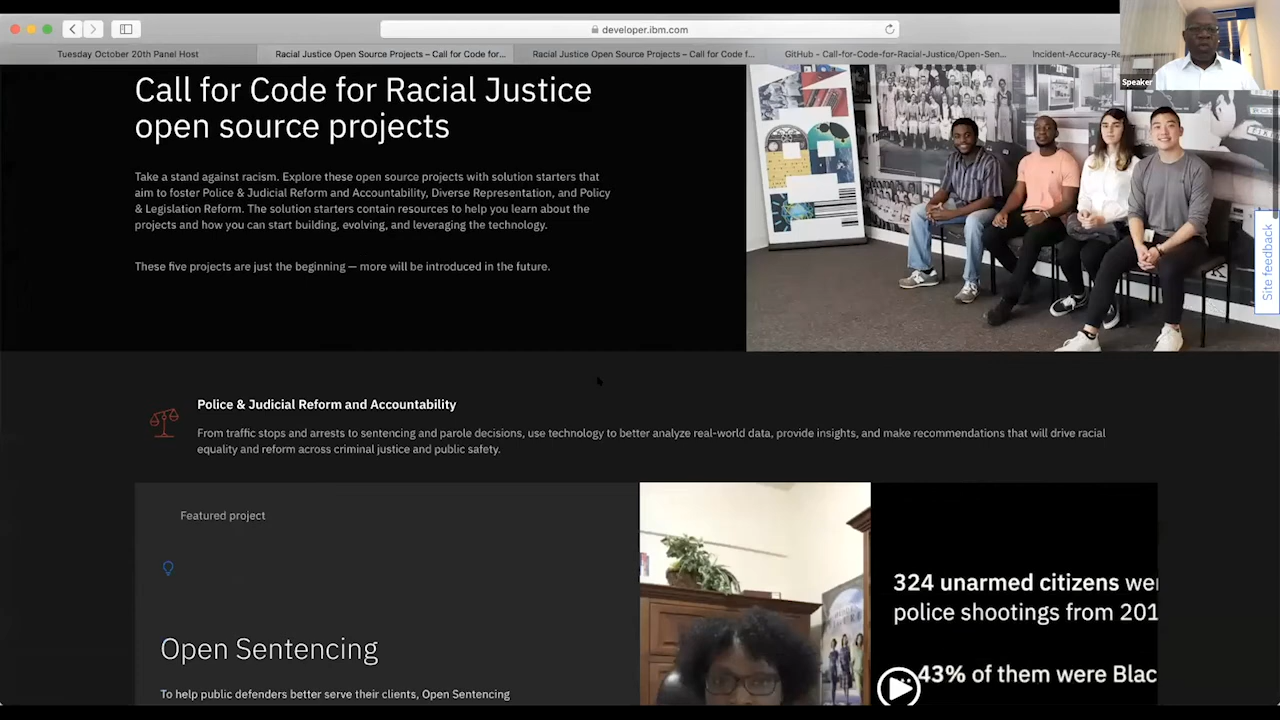 developer.ibm.com
Tuesday October 20th Panel Host
Racial Justice Open Source Projects – Call for Code for...
Racial Justice Open Source Projects – Call for Code f...
GitHub - Call-for-Code-for-Racial-Justice/Open-Sen...
Incident-Accuracy-Re
Speaker
Call for Code for Racial Justice
open source projects
Take a stand against racism. Explore these open source projects with solution starters that
aim to foster Police & Judicial Reform and Accountability, Diverse Representation, and Policy
& Legislation Reform. The solution starters contain resources to help you learn about the
projects and how you can start building, evolving, and leveraging the technology.
These five projects are just the beginning — more will be introduced in the future.
Site feedback
Police & Judicial Reform and Accountability
From traffic stops and arrests to sentencing and parole decisions, use technology to better analyze real-world data, provide insights, and make recommendations that will drive racial
equality and reform across criminal justice and public safety.
Featured project
Open Sentencing
To help public defenders better serve their clients, Open Sentencing
324 unarmed citizens wer
police shootings from 201
43% of them were Blac